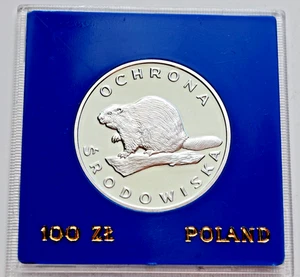 OCHRONA
ŚRODOWISKA
100 ZŁ POLAND